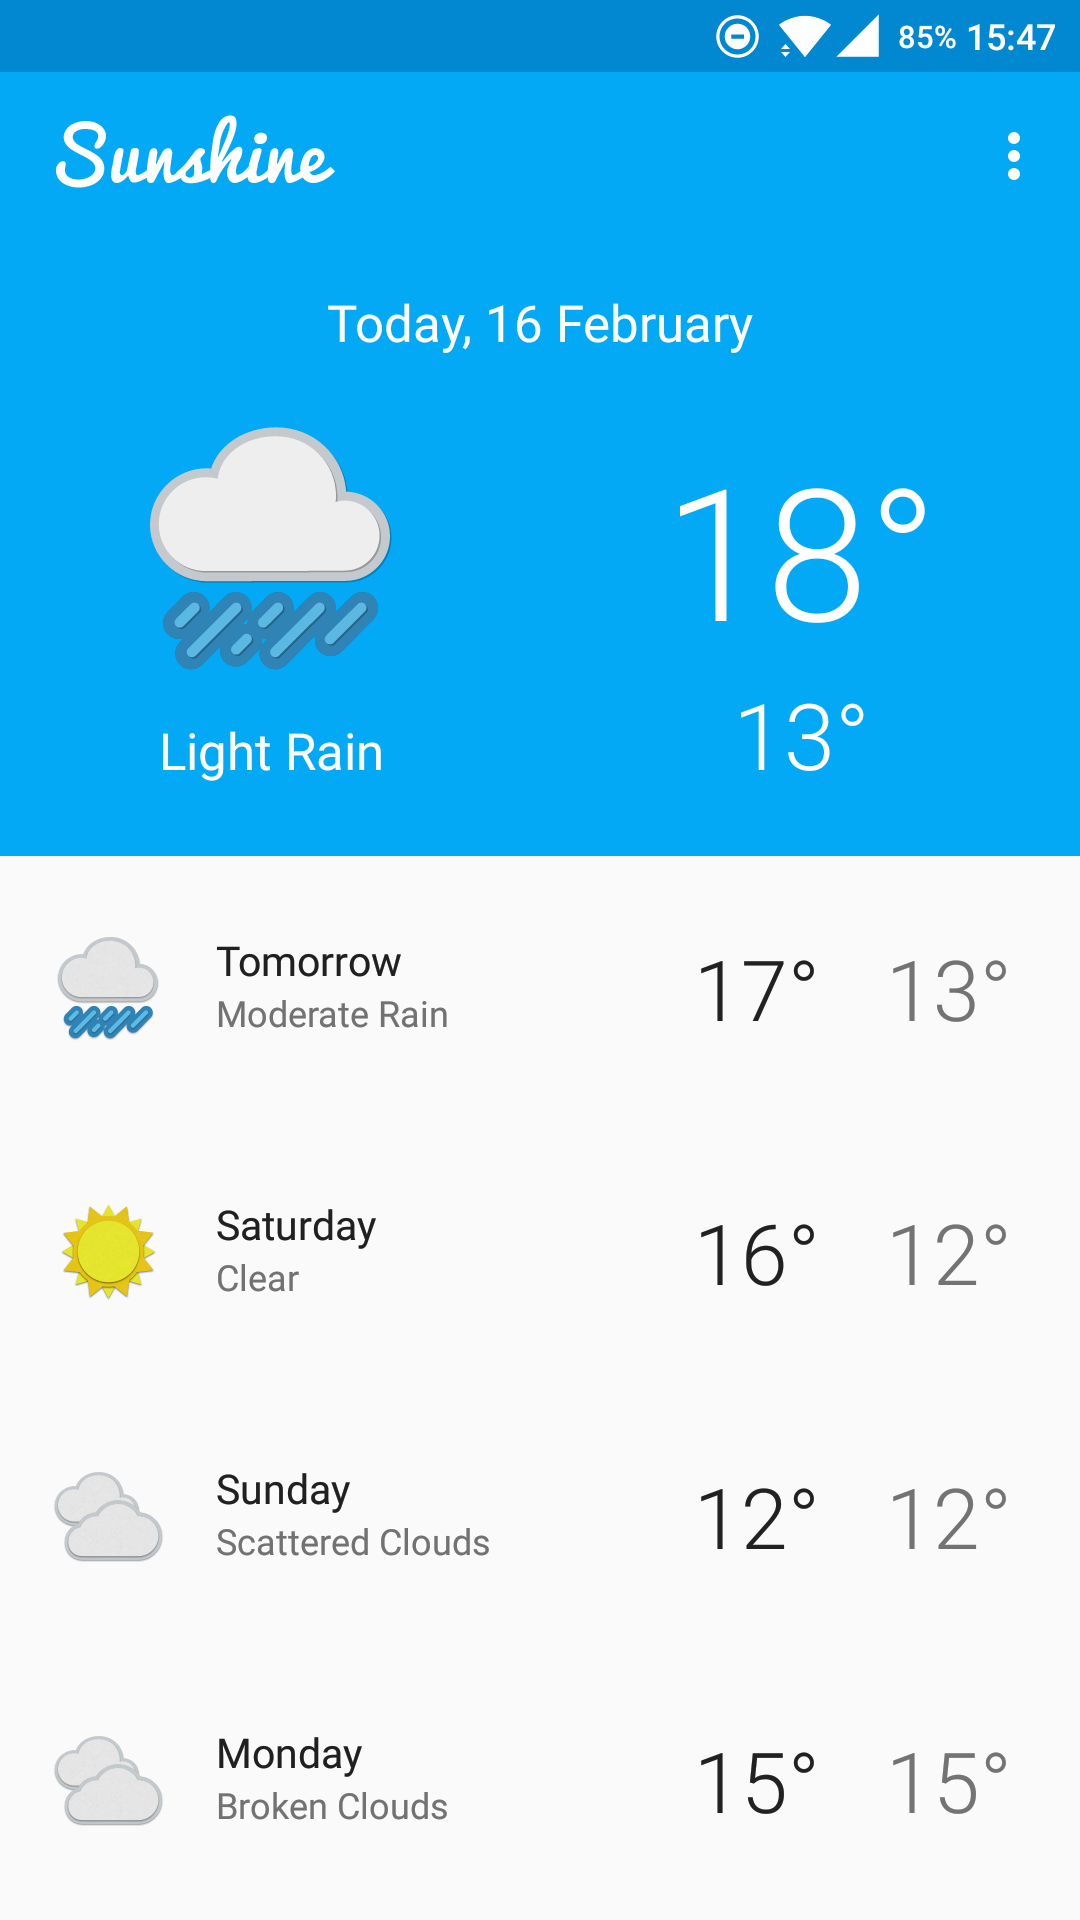 85% 15:47
Sunshine
Today, 16 February
18°
13°
Light Rain
Tomorrow
Moderate Rain
17° 13°
Saturday
Clear
16° 12°
Sunday
Scattered Clouds
12° 12°
Monday
Broken Clouds
15° 15°